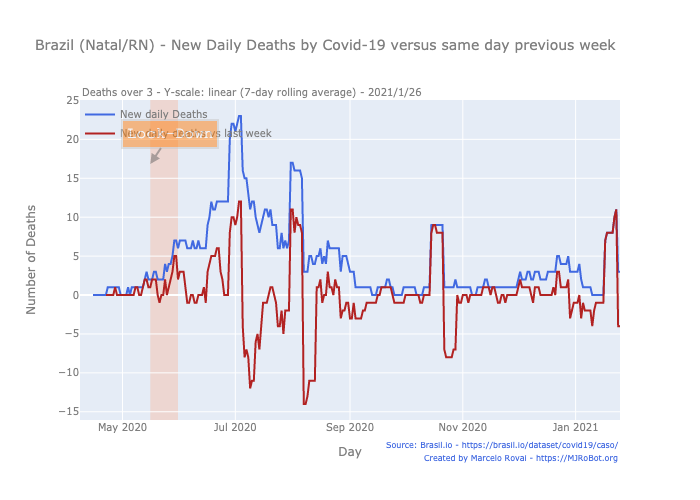 Brazil (Natal/RN) - New Daily Deaths by Covid-19 versus same day previous week
Deaths over 3 - Y-scale: linear (7-day rolling average) - 2021/1/26
New daily Deaths
New daily deaths vs last week
Number of Deaths
25
20
15
10
5
0
−5
−10
−15
May 2020
Jul 2020
Sep 2020
Nov 2020
Jan 2021
Day
Source: Brasil.io - https://brasil.io/dataset/covid19/caso/
Created by Marcelo Rovai - https://MJRoBot.org